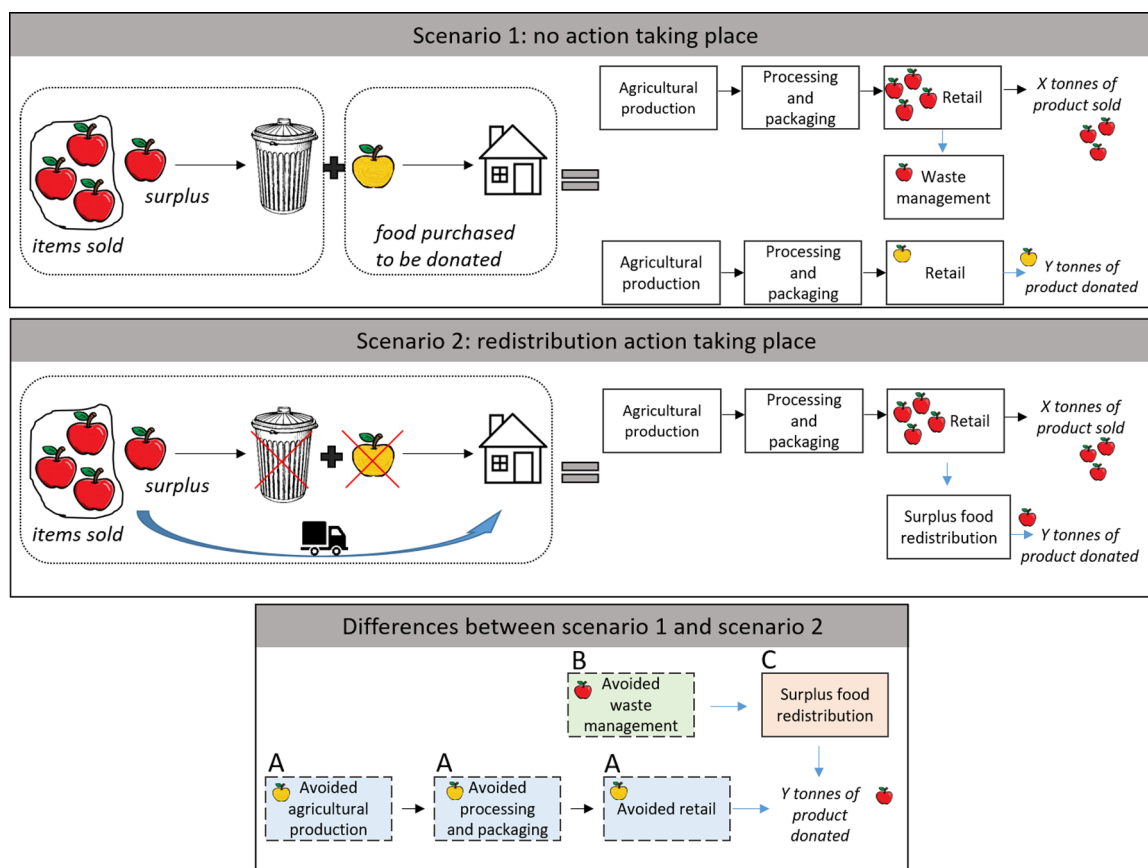 Scenario 1: no action taking place
surplus
items sold
food purchased
to be donated
Agricultural
production
Processing
and
packaging
Retail
X tonnes of
product sold
Waste
management
Agricultural
production
Processing
and
packaging
Retail
Y tonnes of
product donated
Scenario 2: redistribution action taking place
surplus
items sold
Agricultural
production
Processing
and
packaging
Retail
X tonnes of
product sold
Surplus food
redistribution
Y tonnes of
product donated
Differences between scenario 1 and scenario 2
B
Avoided
waste
management
C
Surplus food
redistribution
A
Avoided
agricultural
production
A
Avoided
processing
and packaging
A
Avoided retail
Y tonnes of
product
donated